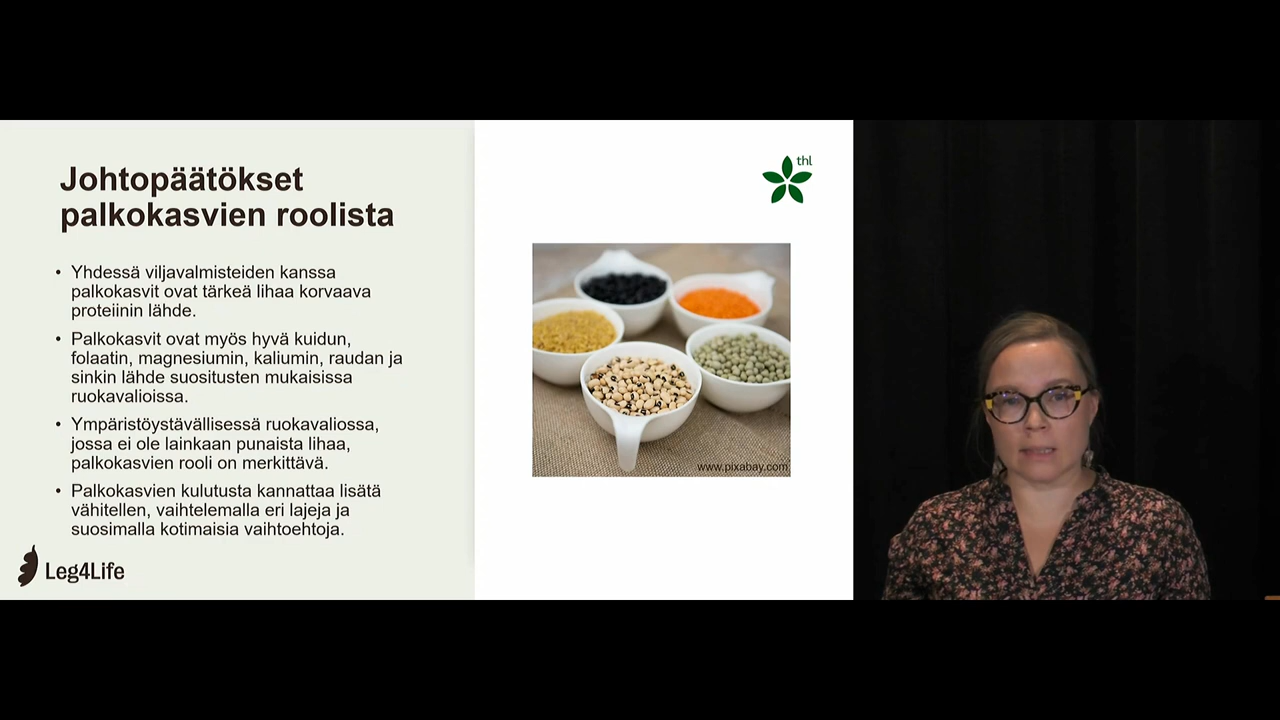 Johtopäätökset
palkokasvien roolista
• Yhdessä viljavalmisteiden kanssa
palkokasvit ovat tärkeä lihaa korvaava
proteiinin lähde.
• Palkokasvit ovat myös hyvä kuidun,
folaatin, magnesiumin, kaliumin, raudan ja
sinkin lähde suositusten mukaisissa
ruokavalioissa.
• Ympäristöystävällisessä ruokavaliossa,
jossa ei ole lainkaan punaista lihaa,
palkokasvien rooli on merkittävä.
• Palkokasvien kulutusta kannattaa lisätä
vähitellen, vaihtelemalla eri lajeja ja
suosimalla kotimaisia vaihtoehtoja.
Leg4Life
thl
www.pixabay.com